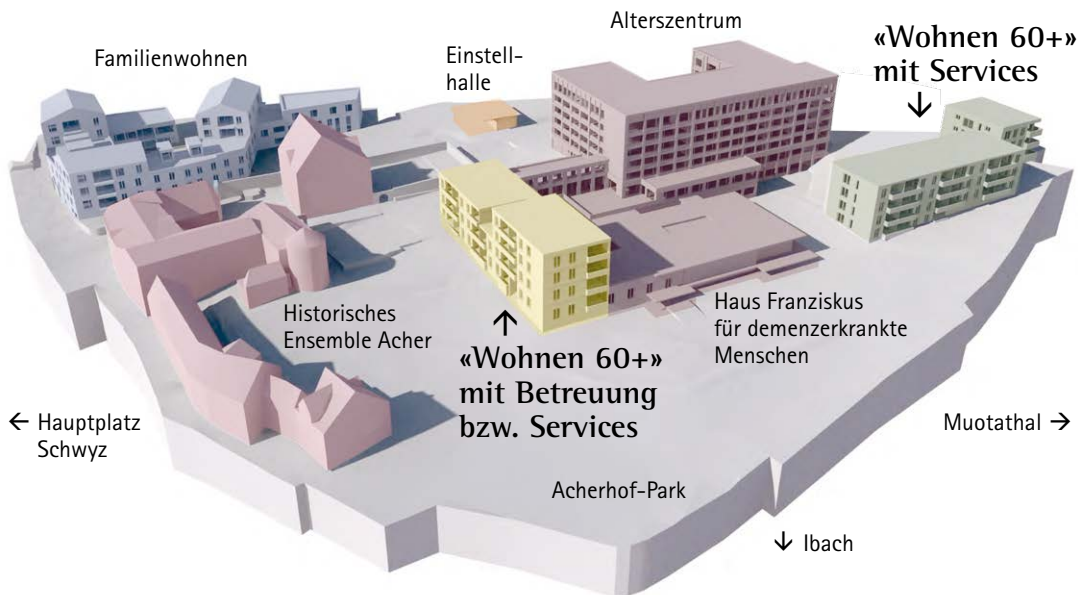 Alterszentrum
«Wohnen 60+»
mit Services
↓
Familienwohnen
Einstell-
halle
Historisches
Ensemble Acher
↑
«Wohnen 60+»
mit Betreuung
bzw. Services
Haus Franziskus
für demenzerkrankte
Menschen
← Hauptplatz
Schwyz
Muotathal →
Acherhof-Park
↓ Ibach